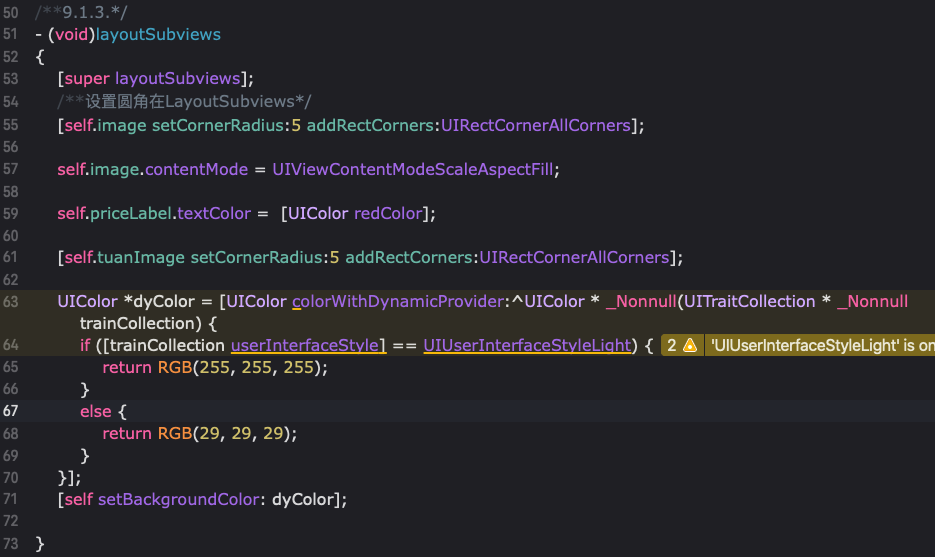 50 /**9.1.3.*/
51 - (void)layoutSubviews
52 {
53 [super layoutSubviews];
54 /**设置圆角在LayoutSubviews*/
55 [self.image setCornerRadius:5 addRectCorners:UIRectCornerAllCorners];
56
57 self.image.contentMode = UIViewContentModeScaleAspectFill;
58
59 self.priceLabel.textColor =  [UIColor redColor];
60
61 [self.tuanImage setCornerRadius:5 addRectCorners:UIRectCornerAllCorners];
62
63 UIColor *dyColor = [UIColor colorWithDynamicProvider:^UIColor * _Nonnull(UITraitCollection * _Nonnull
trainCollection) {
64 if ([trainCollection userInterfaceStyle] == UIUserInterfaceStyleLight) { 2 'UIUserInterfaceStyleLight' is on
65 return RGB(255, 255, 255);
66 }
67 else {
68 return RGB(29, 29, 29);
69 }
70 }];
71 [self setBackgroundColor: dyColor];
72
73 }